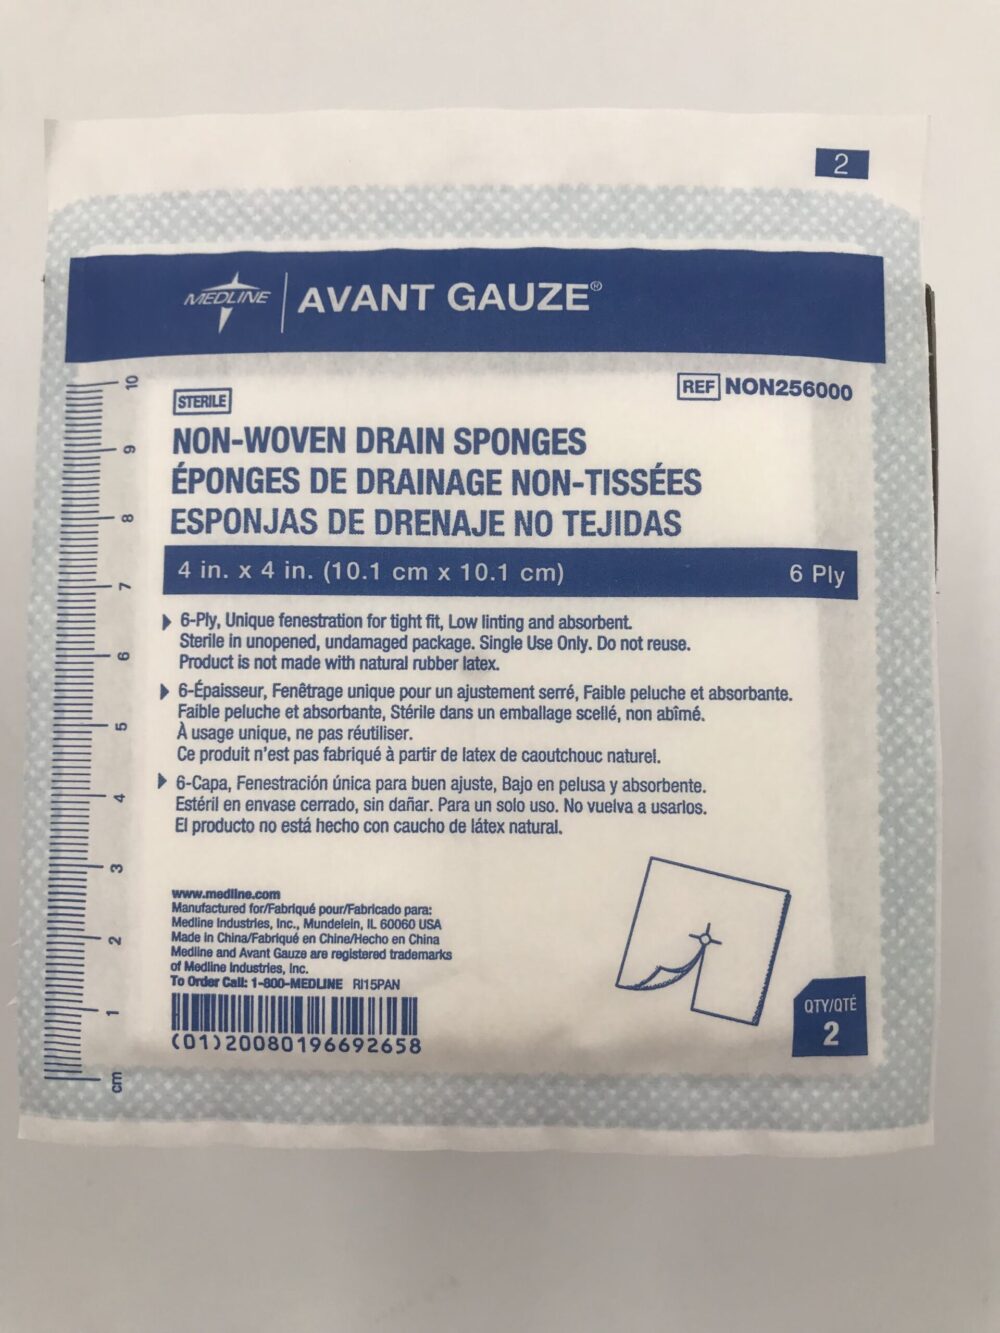 2
MEDLINE AVANT GAUZE®
STERILE
REF NON256000
NON-WOVEN DRAIN SPONGES
ÉPONGES DE DRAINAGE NON-TISSÉES
ESPONJAS DE DRENAJE NO TEJIDAS
4 in. x 4 in. (10.1 cm x 10.1 cm) 6 Ply
6-Ply, Unique fenestration for tight fit, Low linting and absorbent.
Sterile in unopened, undamaged package. Single Use Only. Do not reuse.
Product is not made with natural rubber latex.
6-Épaisseur, Fenêtrage unique pour un ajustement serré, Faible peluche et absorbante.
Faible peluche et absorbante, Stérile dans un emballage scellé, non abîmé.
À usage unique, ne pas réutiliser.
Ce produit n'est pas fabriqué à partir de latex de caoutchouc naturel.
6-Capa, Fenestración única para buen ajuste, Bajo en pelusa y absorbente.
Estéril en envase cerrado, sin dañar. Para un solo uso. No vuelva a usarlos.
El producto no está hecho con caucho de látex natural.
www.medline.com
Manufactured for/Fabriqué pour/Fabricado para:
Medline Industries, Inc., Mundelein, IL 60060 USA
Made in China/Fabriqué en Chine/Hecho en China
Medline and Avant Gauze are registered trademarks
of Medline Industries, Inc.
To Order Call: 1-800-MEDLINE RI15PAN
(01)20080196692658
QTY/QTÉ
2
10
9
8
7
6
5
4
3
2
1
cm